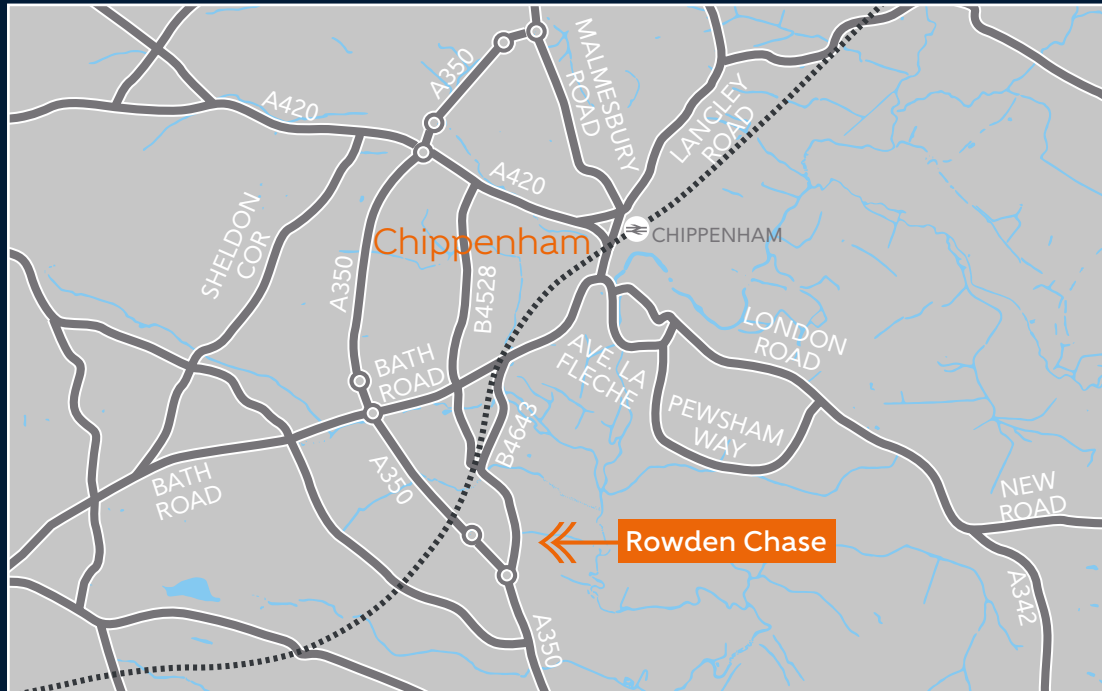 MALMESBURY
ROAD
A350
LANGLEY
ROAD
A420
A420
SHELDON
COR
Chippenham
CHIPPENHAM
A350
B4528
BATH
ROAD
AVE. LA
FLECHE
LONDON
ROAD
PEWSHAM
WAY
B4643
A350
BATH
ROAD
NEW
ROAD
Rowden Chase
A342
A350